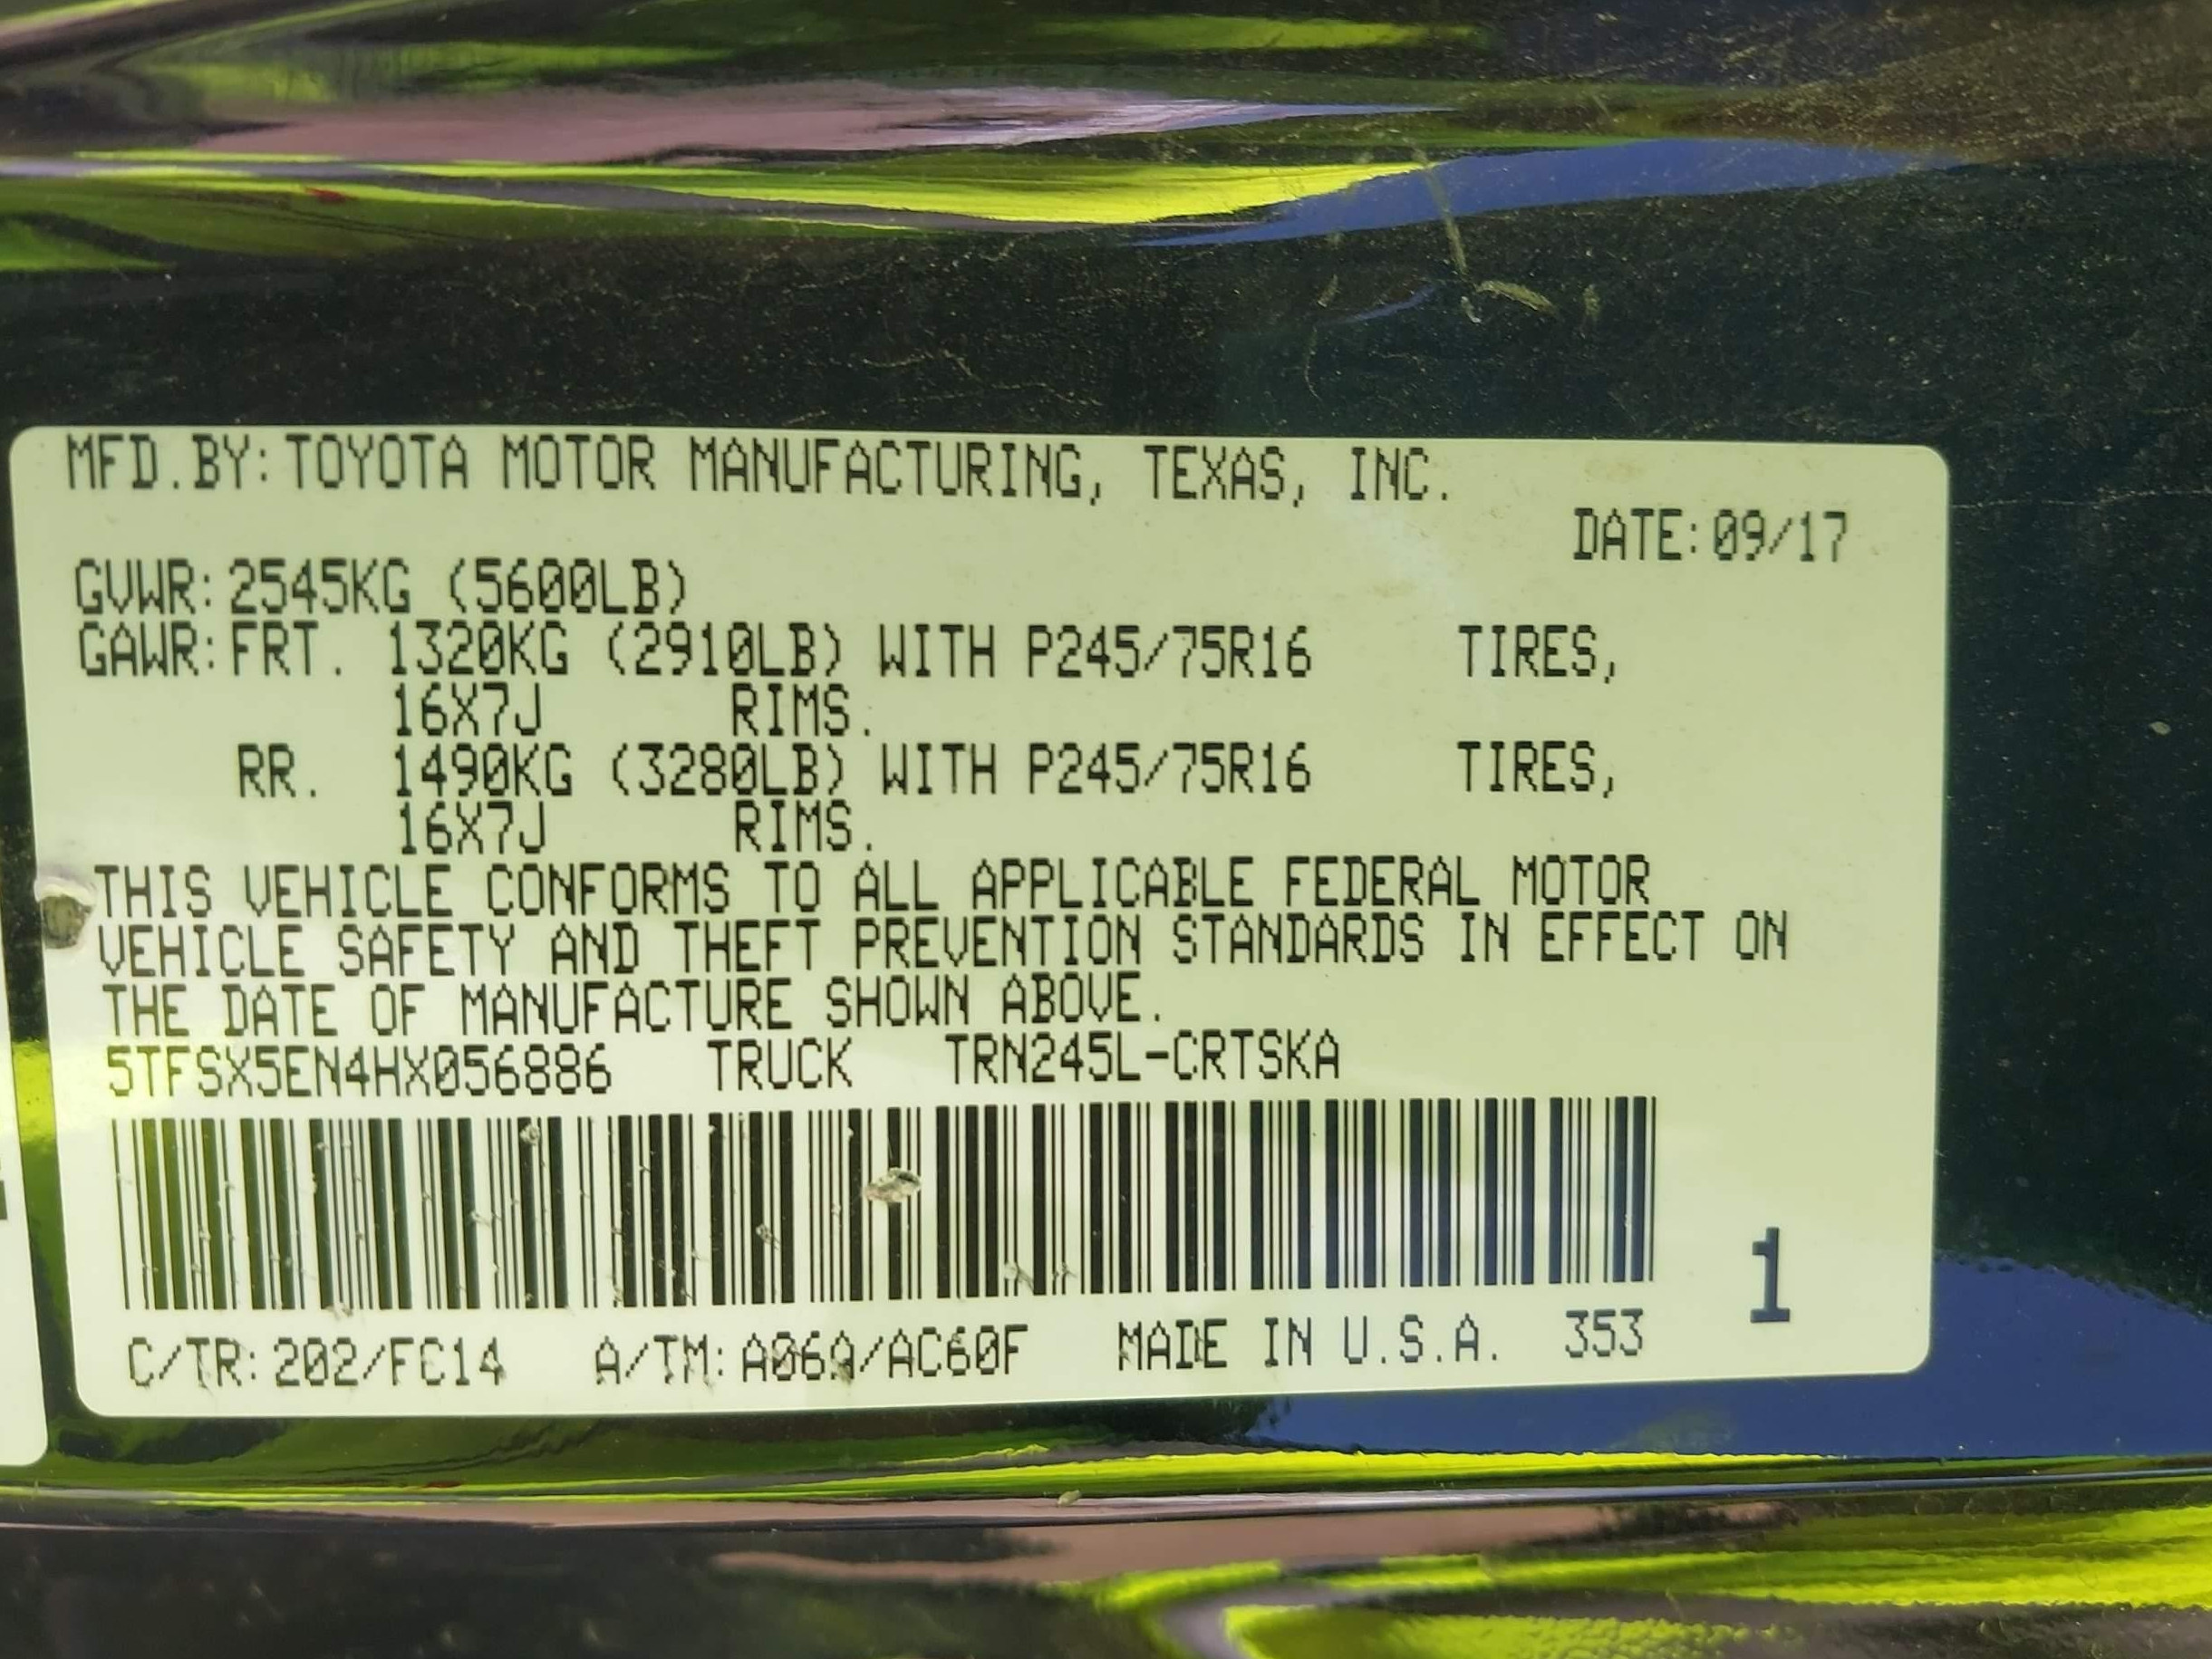 MFD.BY: TOYOTA MOTOR MANUFACTURING, TEXAS, INC.
DATE: 09/17
GVWR: 2545KG (5600LB)
GAWR: FRT. 1320KG (2910LB) WITH P245/75R16 TIRES,
16X7J RIMS.
RR. 1490KG (3280LB) WITH P245/75R16 TIRES,
16X7J RIMS.
THIS VEHICLE CONFORMS TO ALL APPLICABLE FEDERAL MOTOR
VEHICLE SAFETY AND THEFT PREVENTION STANDARDS IN EFFECT ON
THE DATE OF MANUFACTURE SHOWN ABOVE.
5TFSX5EN4HX056886 TRUCK TRN245L-CRTSKA
1
C/TR: 202/FC14 A/TM: A06A/AC60F MADE IN U.S.A. 353